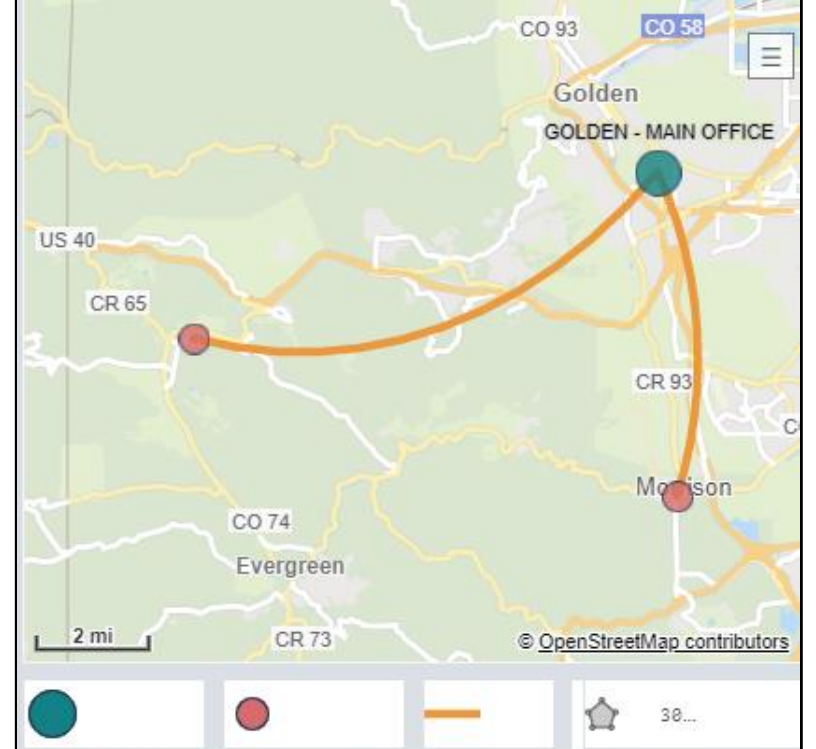 CO 93
CO 58
☰
Golden
GOLDEN - MAIN OFFICE
US 40
CR 65
CR 93
C
Morrison
CO 74
Evergreen
2 mi
CR 73
© OpenStreetMap contributors
30...